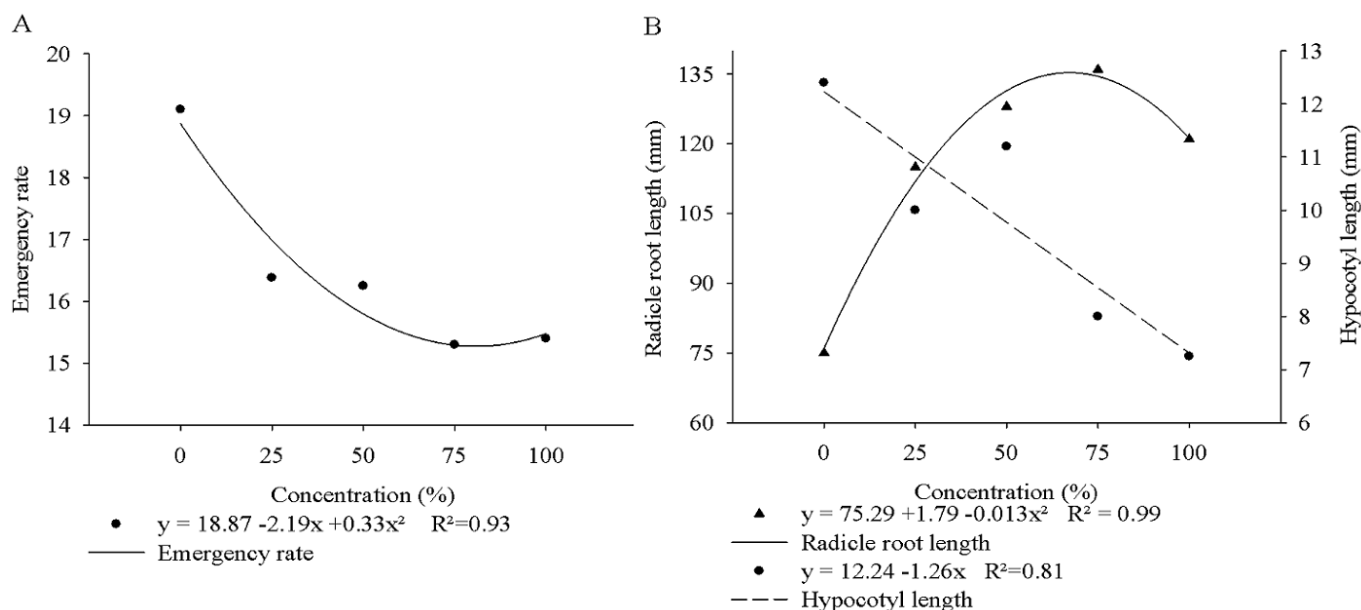 A
20
19
18
17
16
15
14
Emergency rate
0 25 50 75 100
Concentration (%)
y = 18.87 -2.19x +0.33x² R²=0.93
Emergency rate
B
135
120
105
90
75
60
Radicle root length (mm)
13
12
11
10
9
8
7
6
Hypocotyl length (mm)
0 25 50 75 100
Concentration (%)
y = 75.29 +1.79 -0.013x² R² = 0.99
Radicle root length
y = 12.24 -1.26x R²=0.81
Hypocotyl length